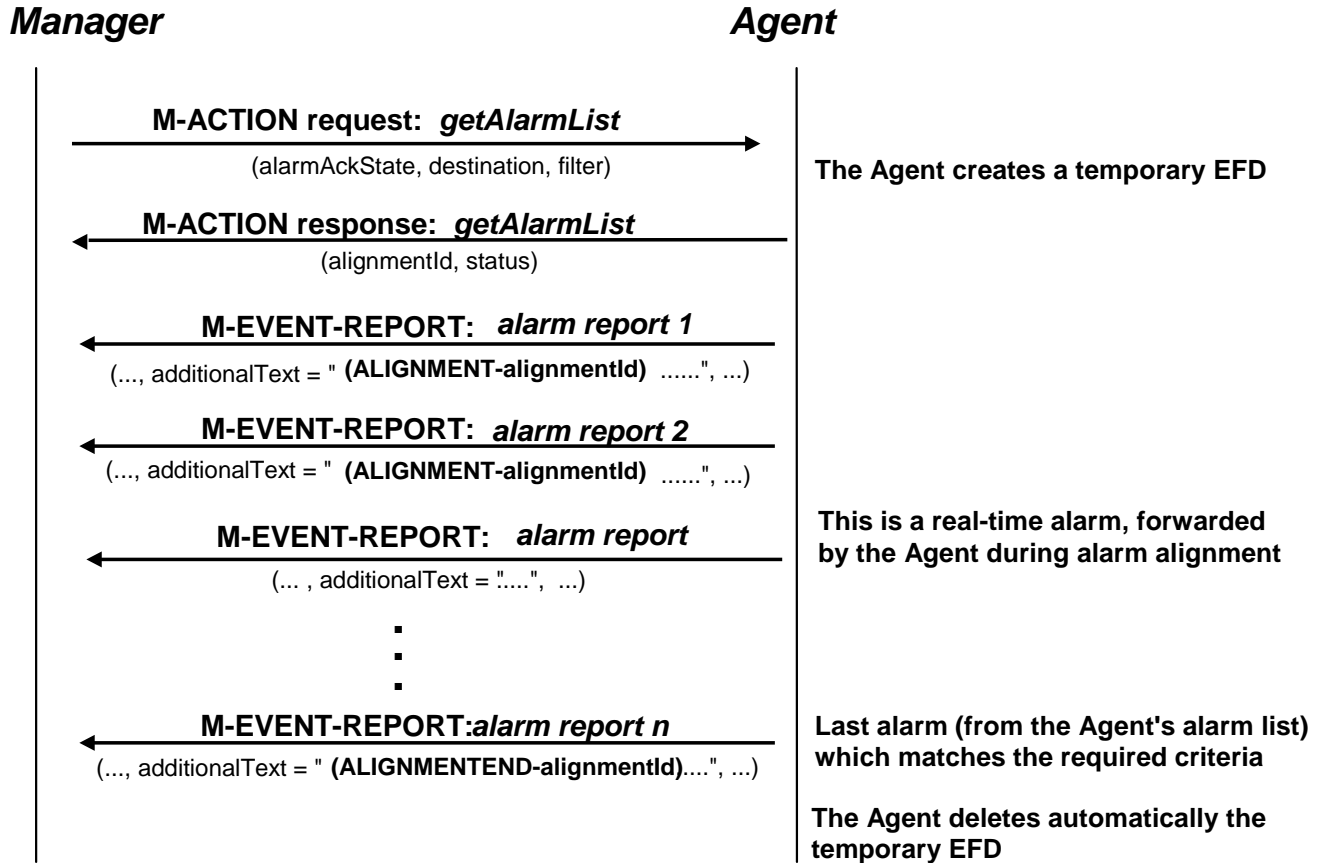 Manager Agent
M-ACTION request: getAlarmList
(alarmAckState, destination, filter)
The Agent creates a temporary EFD
M-ACTION response: getAlarmList
(alignmentId, status)
M-EVENT-REPORT: alarm report 1
(..., additionalText = " (ALIGNMENT-alignmentId) ......", ...)
M-EVENT-REPORT: alarm report 2
(..., additionalText = " (ALIGNMENT-alignmentId) ......", ...)
This is a real-time alarm, forwarded
by the Agent during alarm alignment
M-EVENT-REPORT: alarm report
(... , additionalText = ".....", ...)
M-EVENT-REPORT:alarm report n
(..., additionalText = " (ALIGNMENTEND-alignmentId)....", ...)
Last alarm (from the Agent's alarm list)
which matches the required criteria
The Agent deletes automatically the
temporary EFD